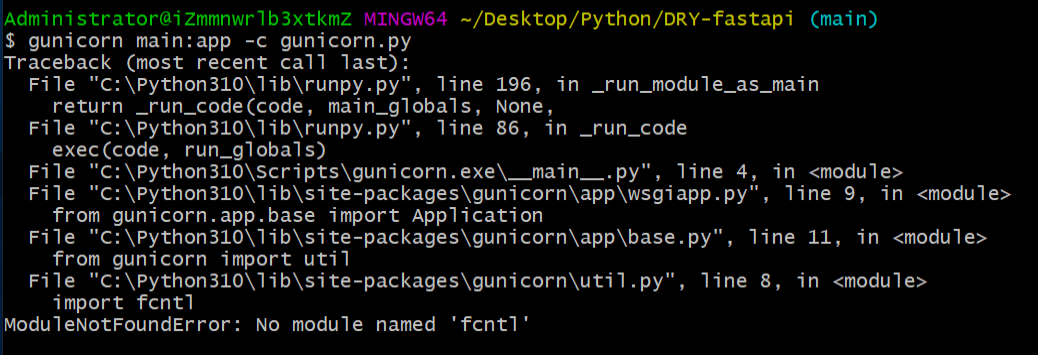 Administrator@iZmmnwrlb3xtkmZ MINGW64 ~/Desktop/Python/DRY-fastapi (main)
$ gunicorn main:app -c gunicorn.py
Traceback (most recent call last):
  File "C:\Python310\lib\runpy.py", line 196, in _run_module_as_main
    return _run_code(code, main_globals, None,
  File "C:\Python310\lib\runpy.py", line 86, in _run_code
    exec(code, run_globals)
  File "C:\Python310\Scripts\gunicorn.exe\__main__.py", line 4, in <module>
  File "C:\Python310\lib\site-packages\gunicorn\app\wsgiapp.py", line 9, in <module>
    from gunicorn.app.base import Application
  File "C:\Python310\lib\site-packages\gunicorn\app\base.py", line 11, in <module>
    from gunicorn import util
  File "C:\Python310\lib\site-packages\gunicorn\util.py", line 8, in <module>
    import fcntl
ModuleNotFoundError: No module named 'fcntl'